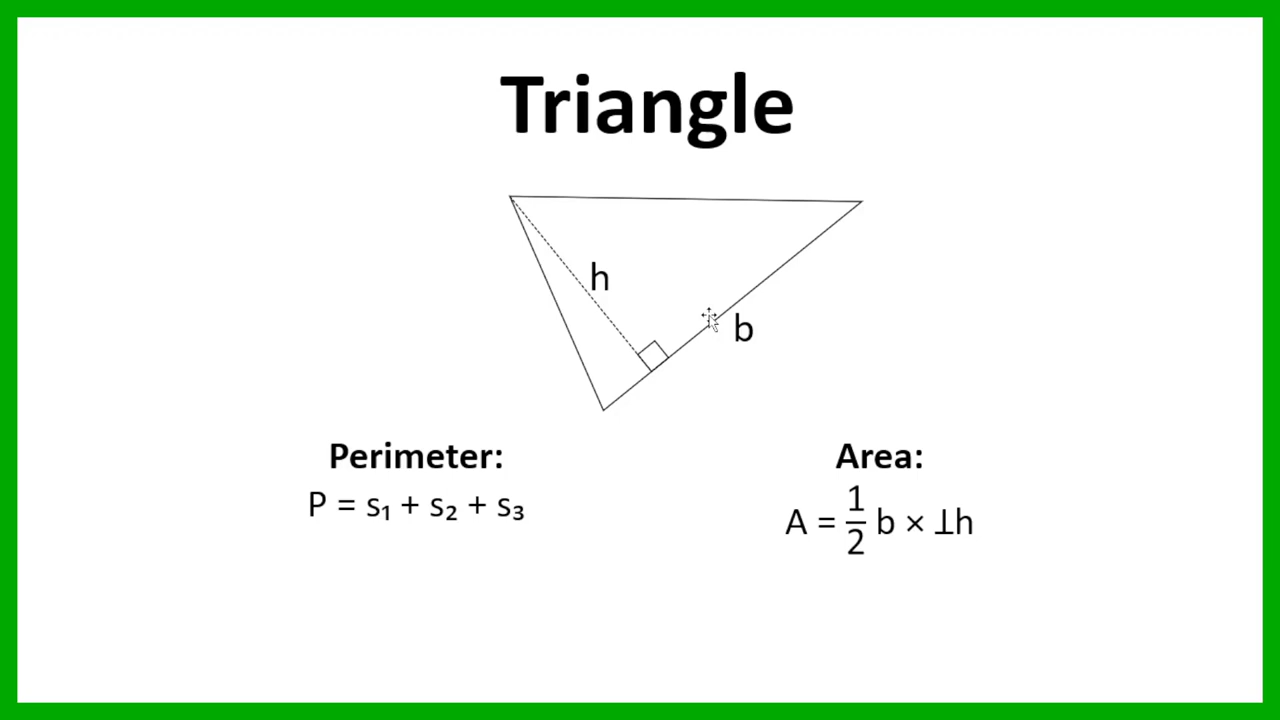 Triangle
h
b
Perimeter:
P = s₁ + s₂ + s₃
Area:
A = 1/2 b × ⊥h